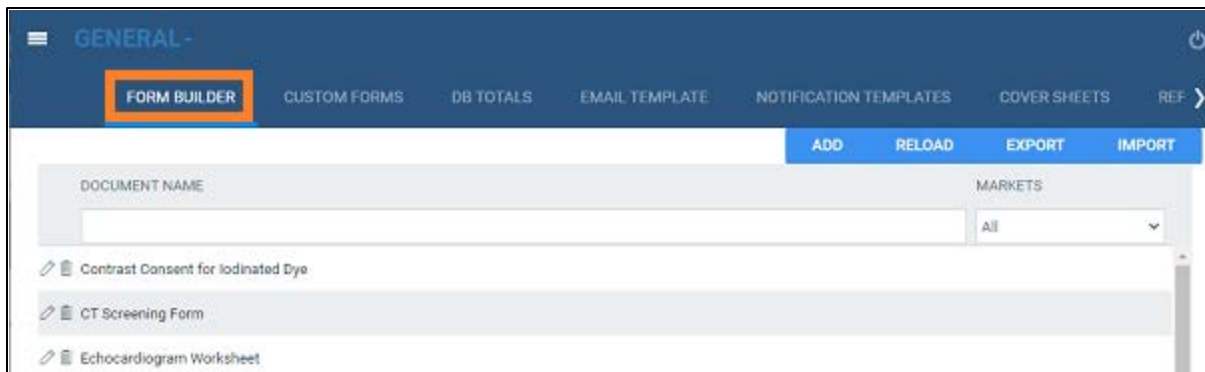 GENERAL-
FORM BUILDER CUSTOM FORMS DB TOTALS EMAIL TEMPLATE NOTIFICATION TEMPLATES COVER SHEETS REF
ADD RELOAD EXPORT IMPORT
DOCUMENT NAME MARKETS
All
Contrast Consent for Iodinated Dye
CT Screening Form
Echocardiogram Worksheet